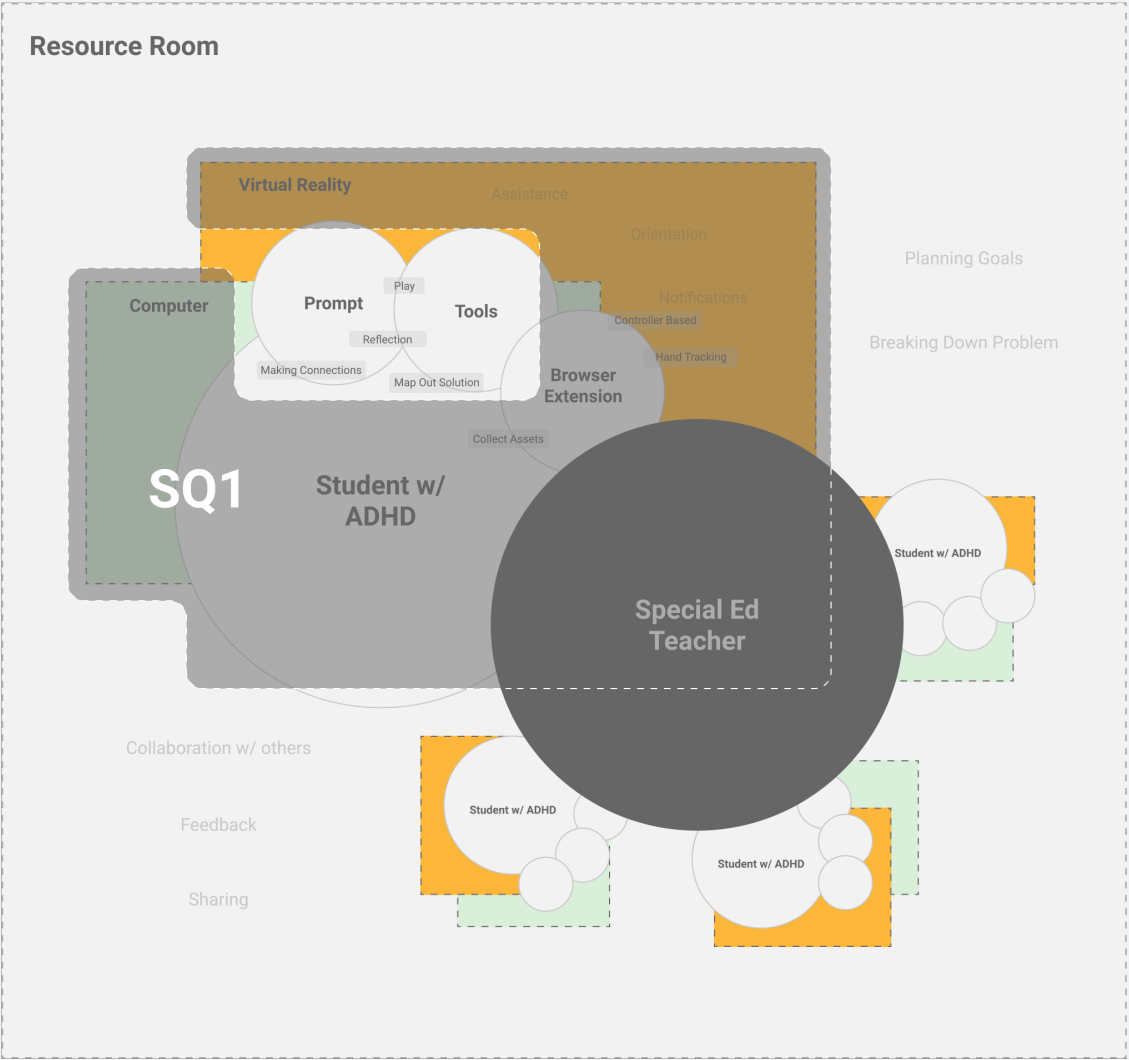 Resource Room
Virtual Reality
Assistance
Orientation
Planning Goals
Computer
Prompt
Play
Tools
Notifications
Controller Based
Reflection
Breaking Down Problem
Hand Tracking
Making Connections
Map Out Solution
Browser
Extension
Collect Assets
SQ1
Student w/
ADHD
Student w/ ADHD
Special Ed
Teacher
Collaboration w/ others
Student w/ ADHD
Feedback
Student w/ ADHD
Sharing